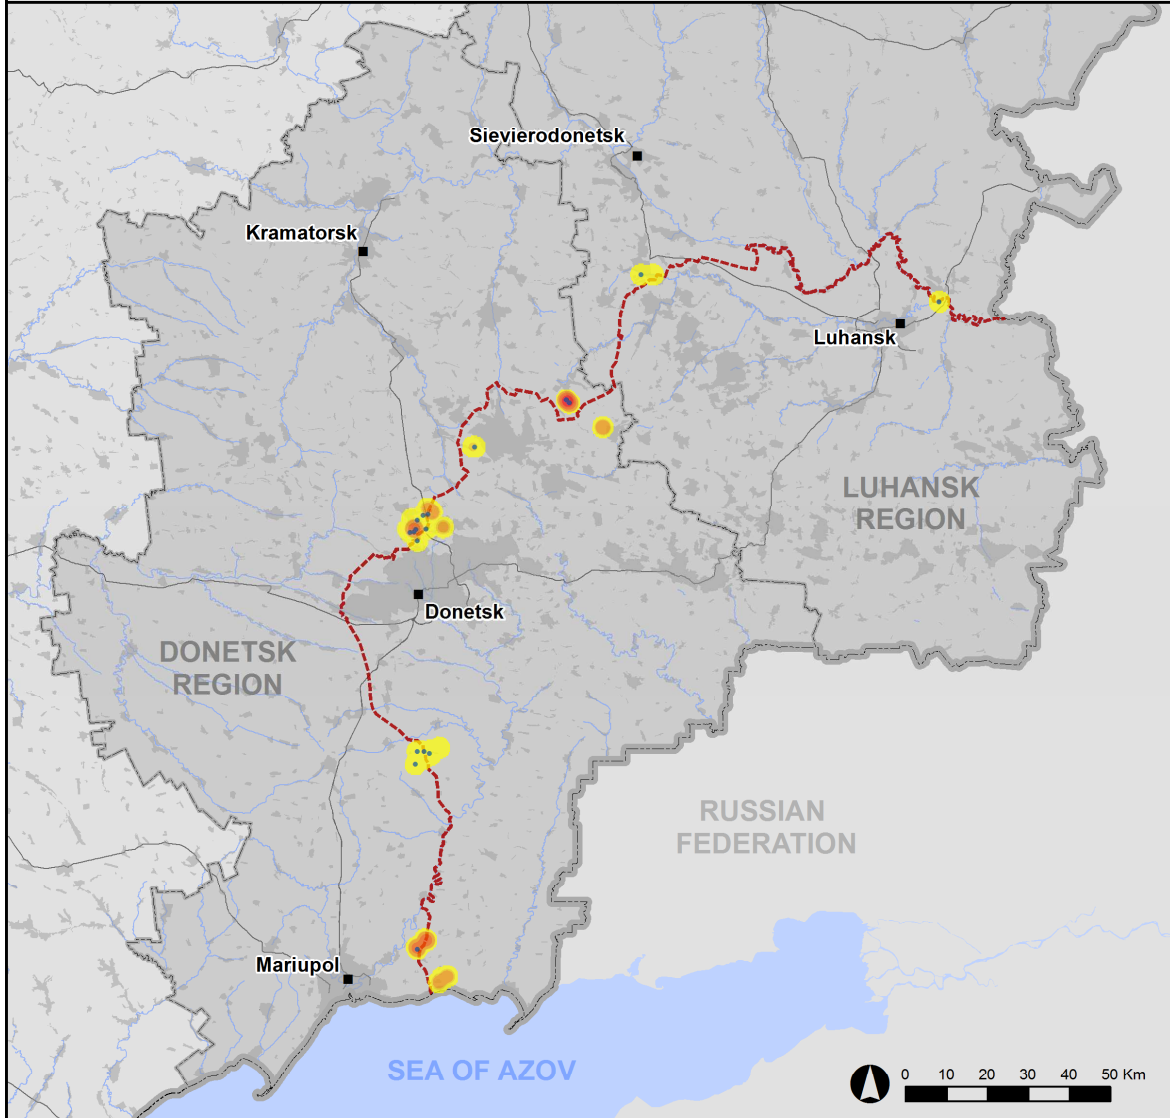 Sievierodonetsk
Kramatorsk
Luhansk
LUHANSK
REGION
Donetsk
DONETSK
REGION
RUSSIAN
FEDERATION
Mariupol
SEA OF AZOV
0 10 20 30 40 50 Km